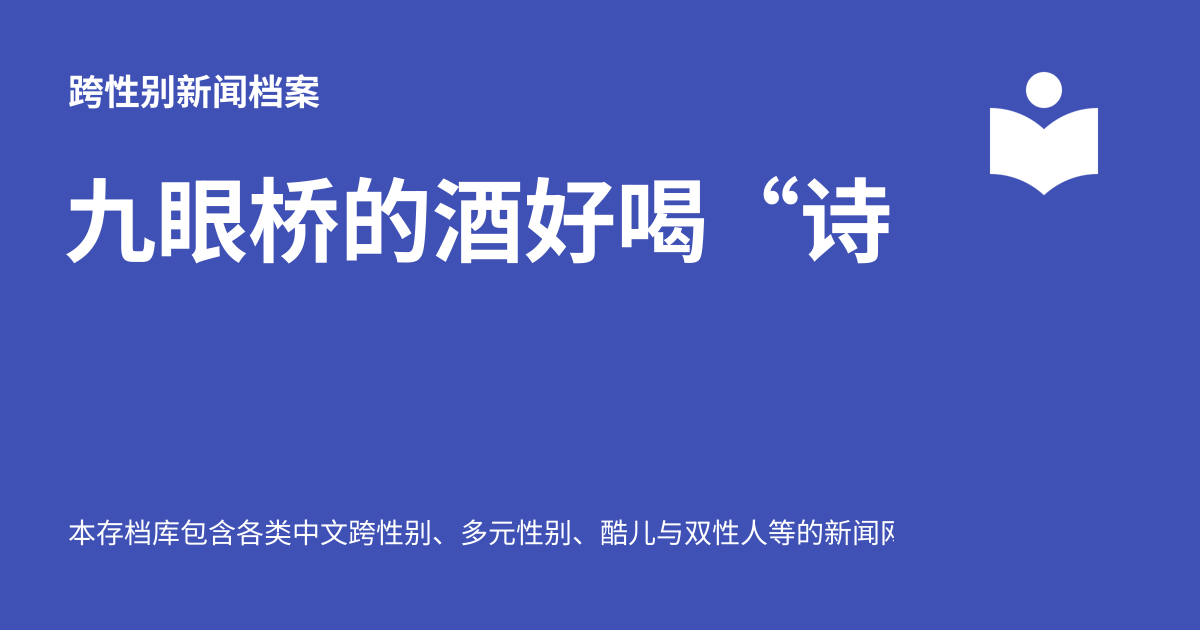 跨性别新闻档案
九眼桥的酒好喝“诗
本存档库包含各类中文跨性别、多元性别、酷儿与双性人等的新闻网